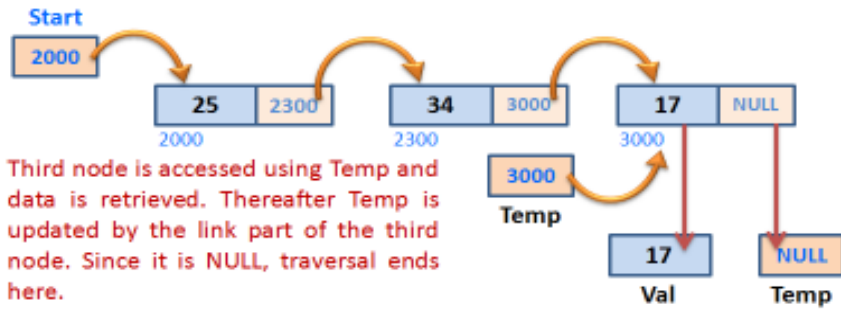 Start
2000
25 2300 34 3000 17 NULL
2000 2300 3000
Third node is accessed using Temp and
data is retrieved. Thereafter Temp is
updated by the link part of the third
node. Since it is NULL, traversal ends
here.
3000
Temp
17 NULL
Val Temp